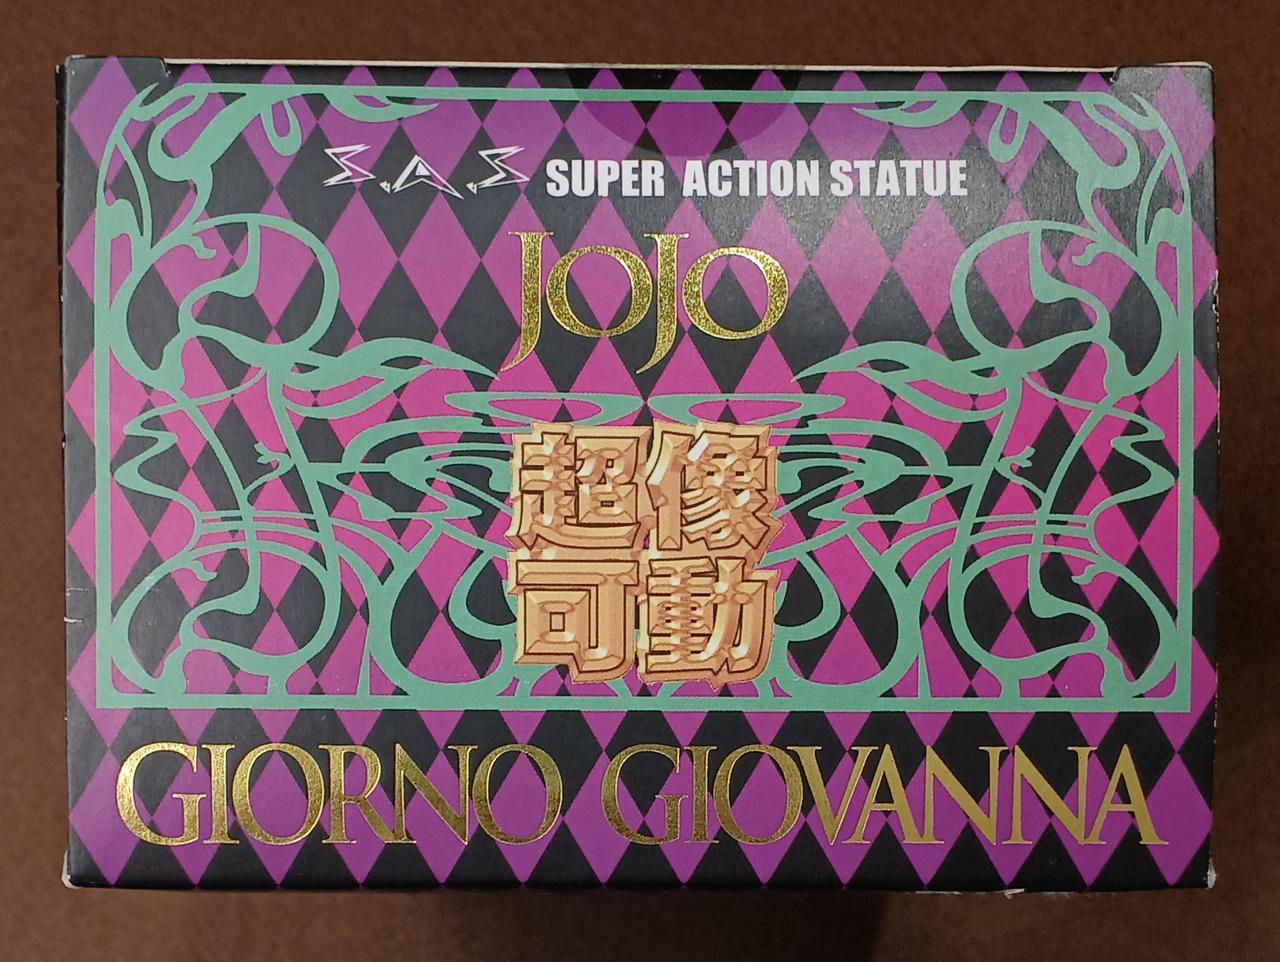 S.A.S SUPER ACTION STATUE
JOJO
超像
可動
GIORNO GIOVANNA